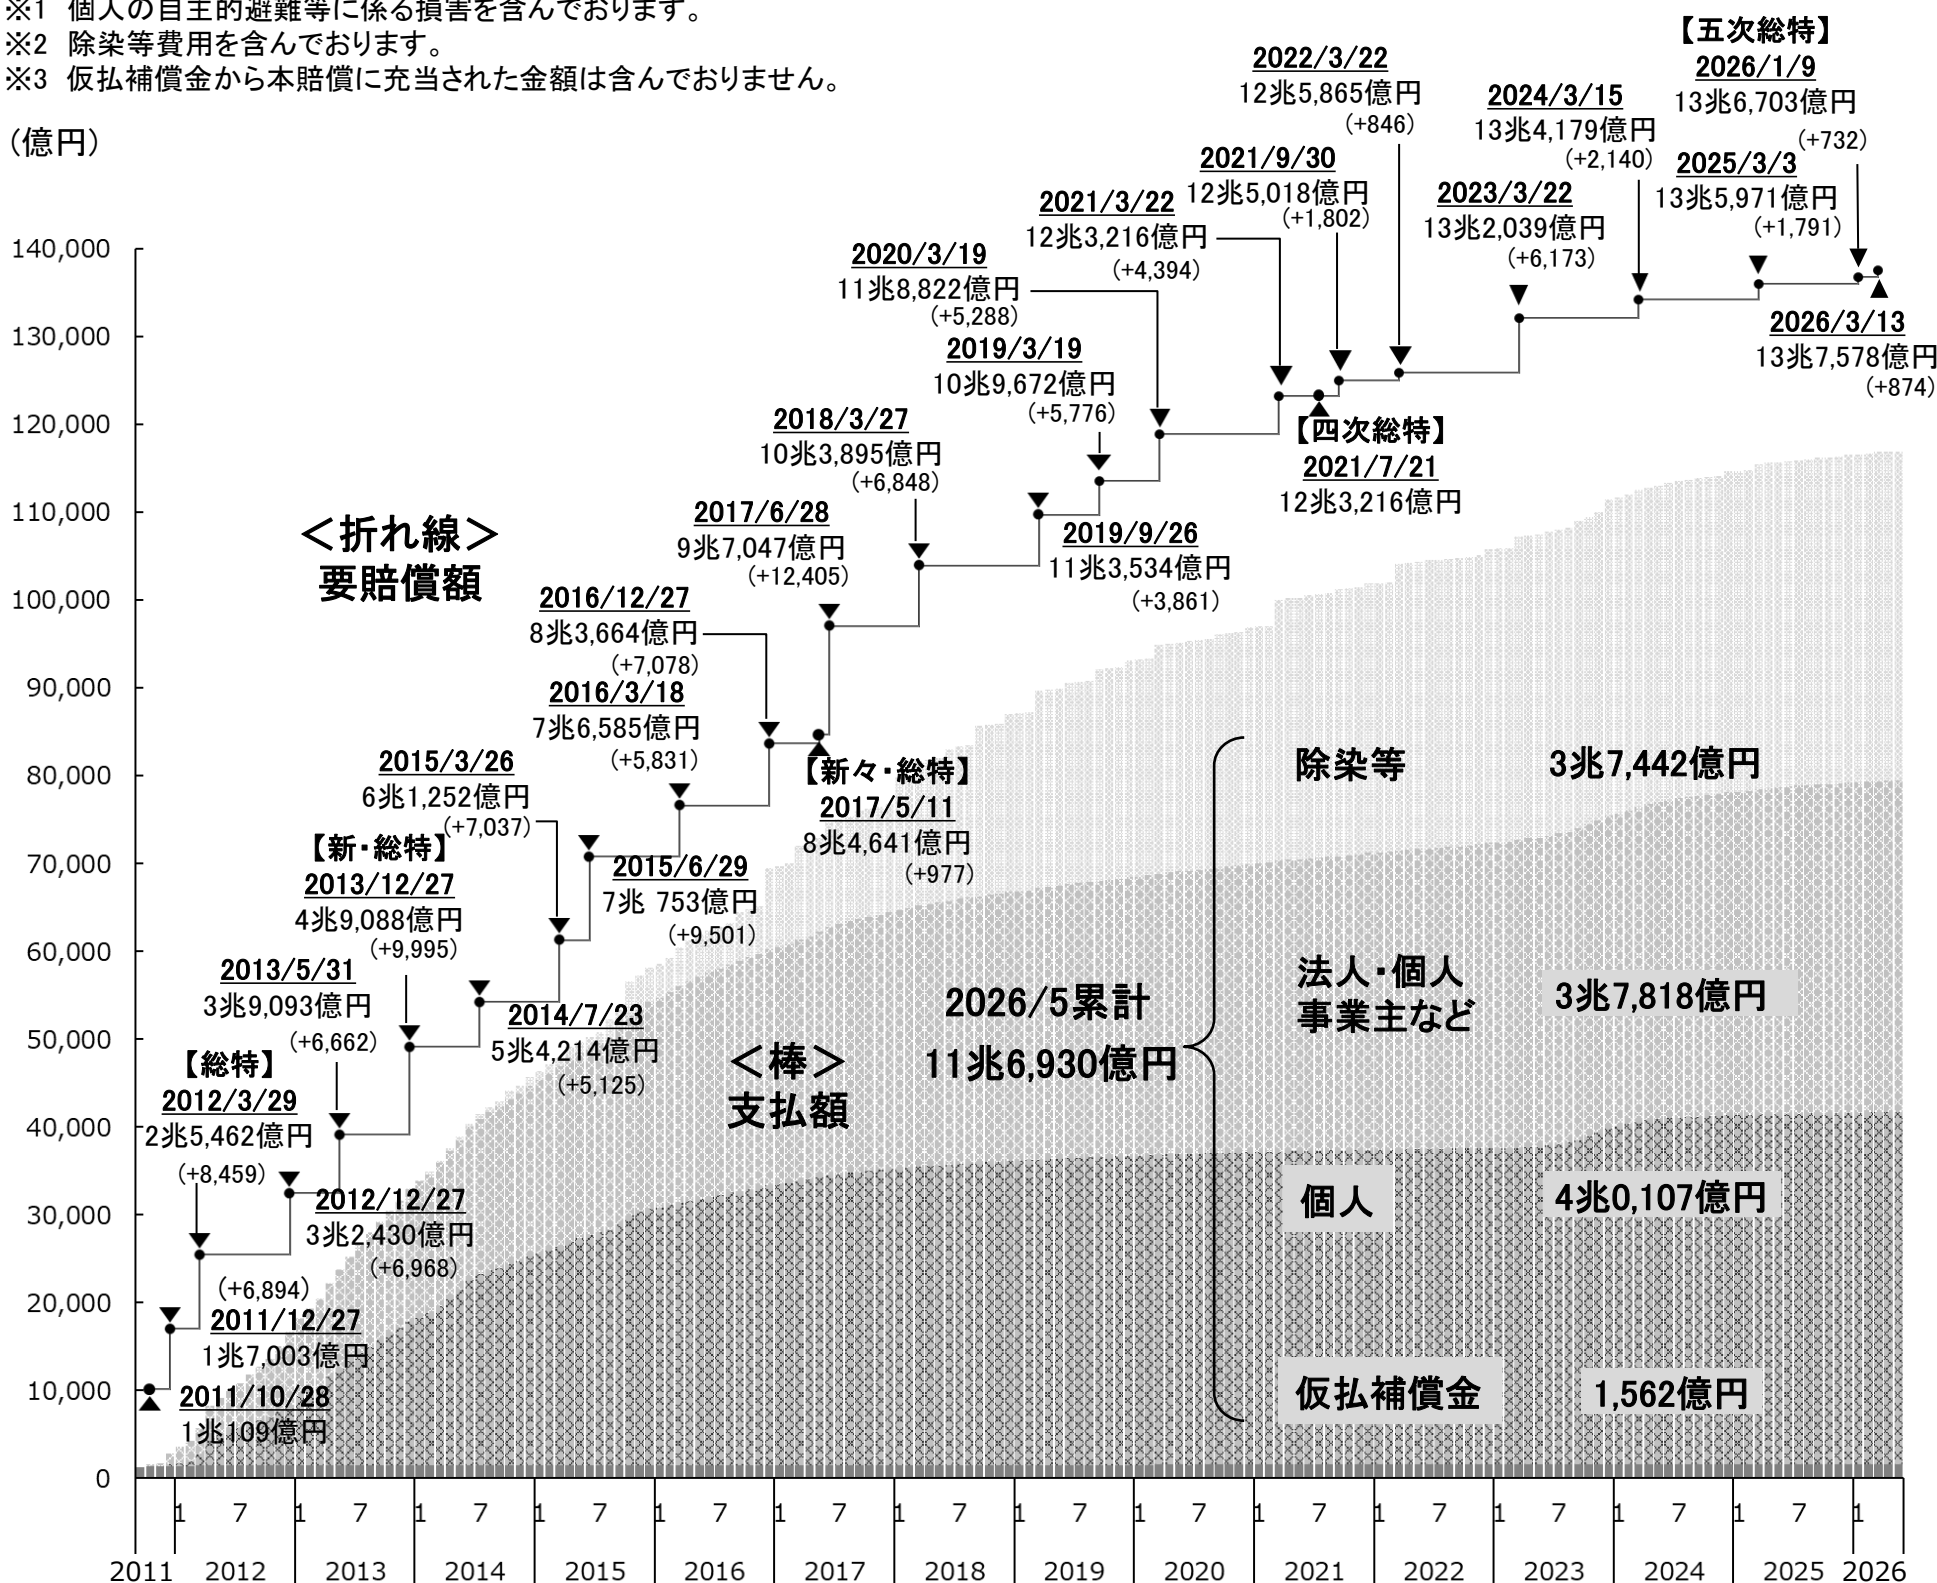 ※1 個人の自主的避難等に係る損害を含んでおります。
※2 除染等費用を含んでおります。
※3 仮払補償金から本賠償に充当された金額は含んでおりません。
(億円)
140,000
130,000
120,000
110,000
100,000
90,000
80,000
70,000
60,000
50,000
40,000
30,000
20,000
10,000
0
＜折れ線＞
要賠償額
2011/10/28
1兆109億円
(+6,894)
2011/12/27
1兆7,003億円
【総特】
2012/3/29
2兆5,462億円
(+8,459)
2012/12/27
3兆2,430億円
(+6,968)
2013/5/31
3兆9,093億円
(+6,662)
【新・総特】
2013/12/27
4兆9,088億円
(+9,995)
2014/7/23
5兆4,214億円
(+5,125)
2015/3/26
6兆1,252億円
(+7,037)
2015/6/29
7兆 753億円
(+9,501)
2016/3/18
7兆6,585億円
(+5,831)
2016/12/27
8兆3,664億円
(+7,078)
【新々・総特】
2017/5/11
8兆4,641億円
(+977)
2017/6/28
9兆7,047億円
(+12,405)
2018/3/27
10兆3,895億円
(+6,848)
2019/3/19
10兆9,672億円
(+5,776)
2019/9/26
11兆3,534億円
(+3,861)
2020/3/19
11兆8,822億円
(+5,288)
2021/3/22
12兆3,216億円
(+4,394)
【四次総特】
2021/7/21
12兆3,216億円
2021/9/30
12兆5,018億円
(+1,802)
2022/3/22
12兆5,865億円
(+846)
2023/3/22
13兆2,039億円
(+6,173)
2024/3/15
13兆4,179億円
(+2,140)
2025/3/3
13兆5,971億円
(+1,791)
【五次総特】
2026/1/9
13兆6,703億円
(+732)
2026/3/13
13兆7,578億円
(+874)
＜棒＞
支払額
2026/5累計
11兆6,930億円
除染等 3兆7,442億円
法人・個人
事業主など 3兆7,818億円
個人 4兆0,107億円
仮払補償金 1,562億円
1 7 1 7 1 7 1 7 1 7 1 7 1 7 1 7 1 7 1 7 1 7 1 7 1 7 1 7 1
2011 2012 2013 2014 2015 2016 2017 2018 2019 2020 2021 2022 2023 2024 2025 2026